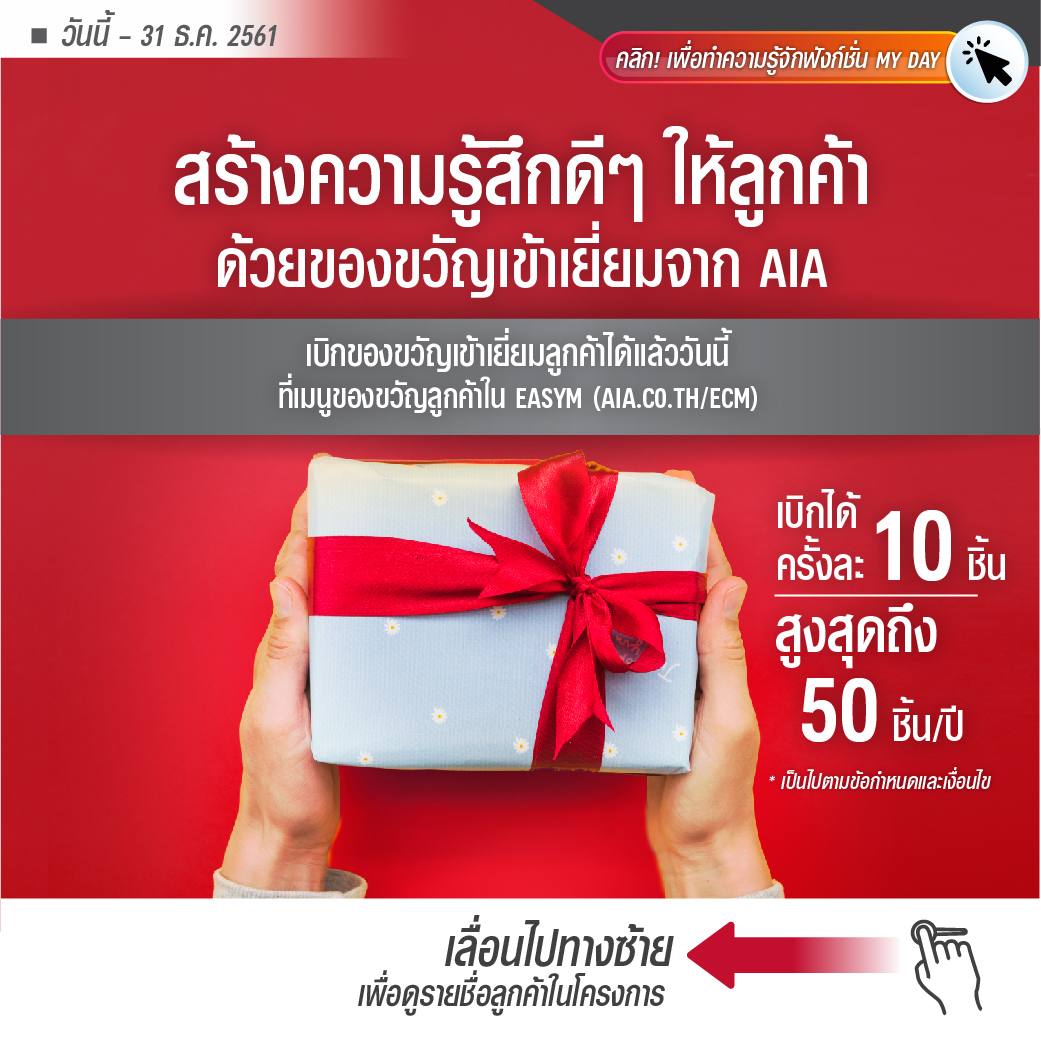 วันนี้ - 31 ธ.ค. 2561
คลิก! เพื่อทำความรู้จักฟังก์ชั่น MY DAY
สร้างความรู้สึกดีๆ ให้ลูกค้า
ด้วยของขวัญเข้าเยี่ยมจาก AIA
เบิกของขวัญเข้าเยี่ยมลูกค้าได้แล้ววันนี้
ที่เมนูของขวัญลูกค้าใน EASYM (AIA.CO.TH/ECM)
เบิกได้
ครั้งละ 10 ชิ้น
สูงสุดถึง
50 ชิ้น/ปี
* เป็นไปตามข้อกำหนดและเงื่อนไข
เลื่อนไปทางซ้าย
เพื่อดูรายชื่อลูกค้าในโครงการ